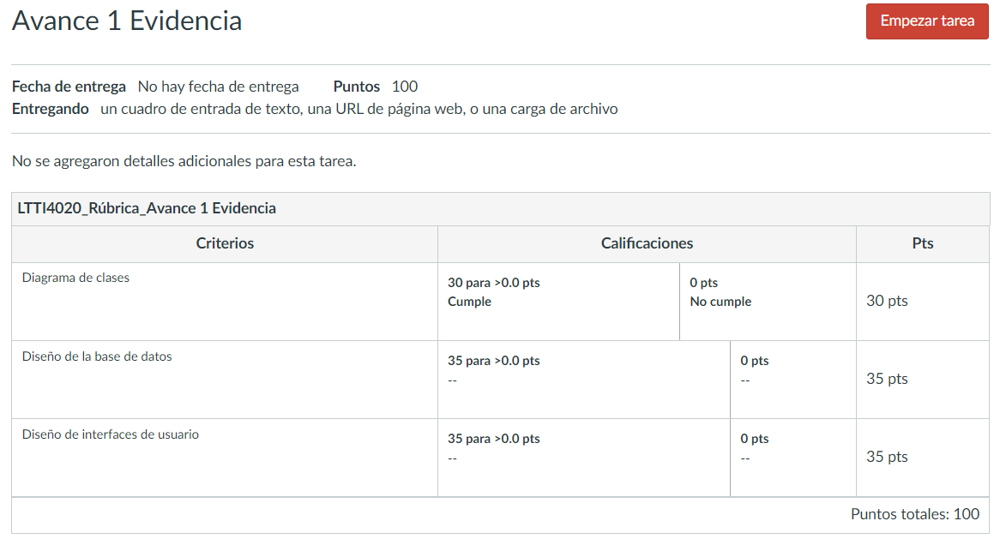 Avance 1 Evidencia
Empezar tarea
Fecha de entrega No hay fecha de entrega Puntos 100
Entregando un cuadro de entrada de texto, una URL de página web, o una carga de archivo
No se agregaron detalles adicionales para esta tarea.
LTTI4020_Rúbrica_Avance 1 Evidencia
Criterios Calificaciones Pts
Diagrama de clases
30 para >0.0 pts
Cumple
0 pts
No cumple
30 pts
Diseño de la base de datos
35 para >0.0 pts
--
0 pts
--
35 pts
Diseño de interfaces de usuario
35 para >0.0 pts
--
0 pts
--
35 pts
Puntos totales: 100